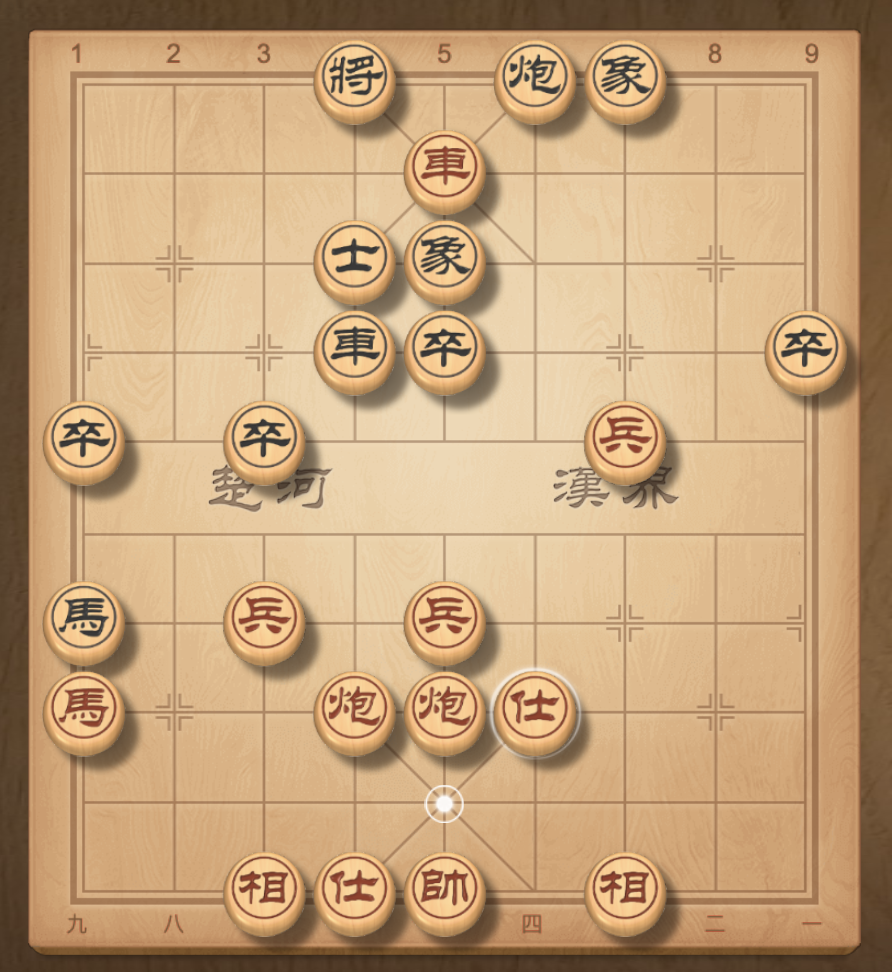 1 2 3 5 8 9
將 炮 象
車
士 象
車 卒 卒
卒 卒 兵
楚河 漢界
馬 兵 兵
馬 炮 炮 仕
相 仕 帥 相
九 八 四 二 一